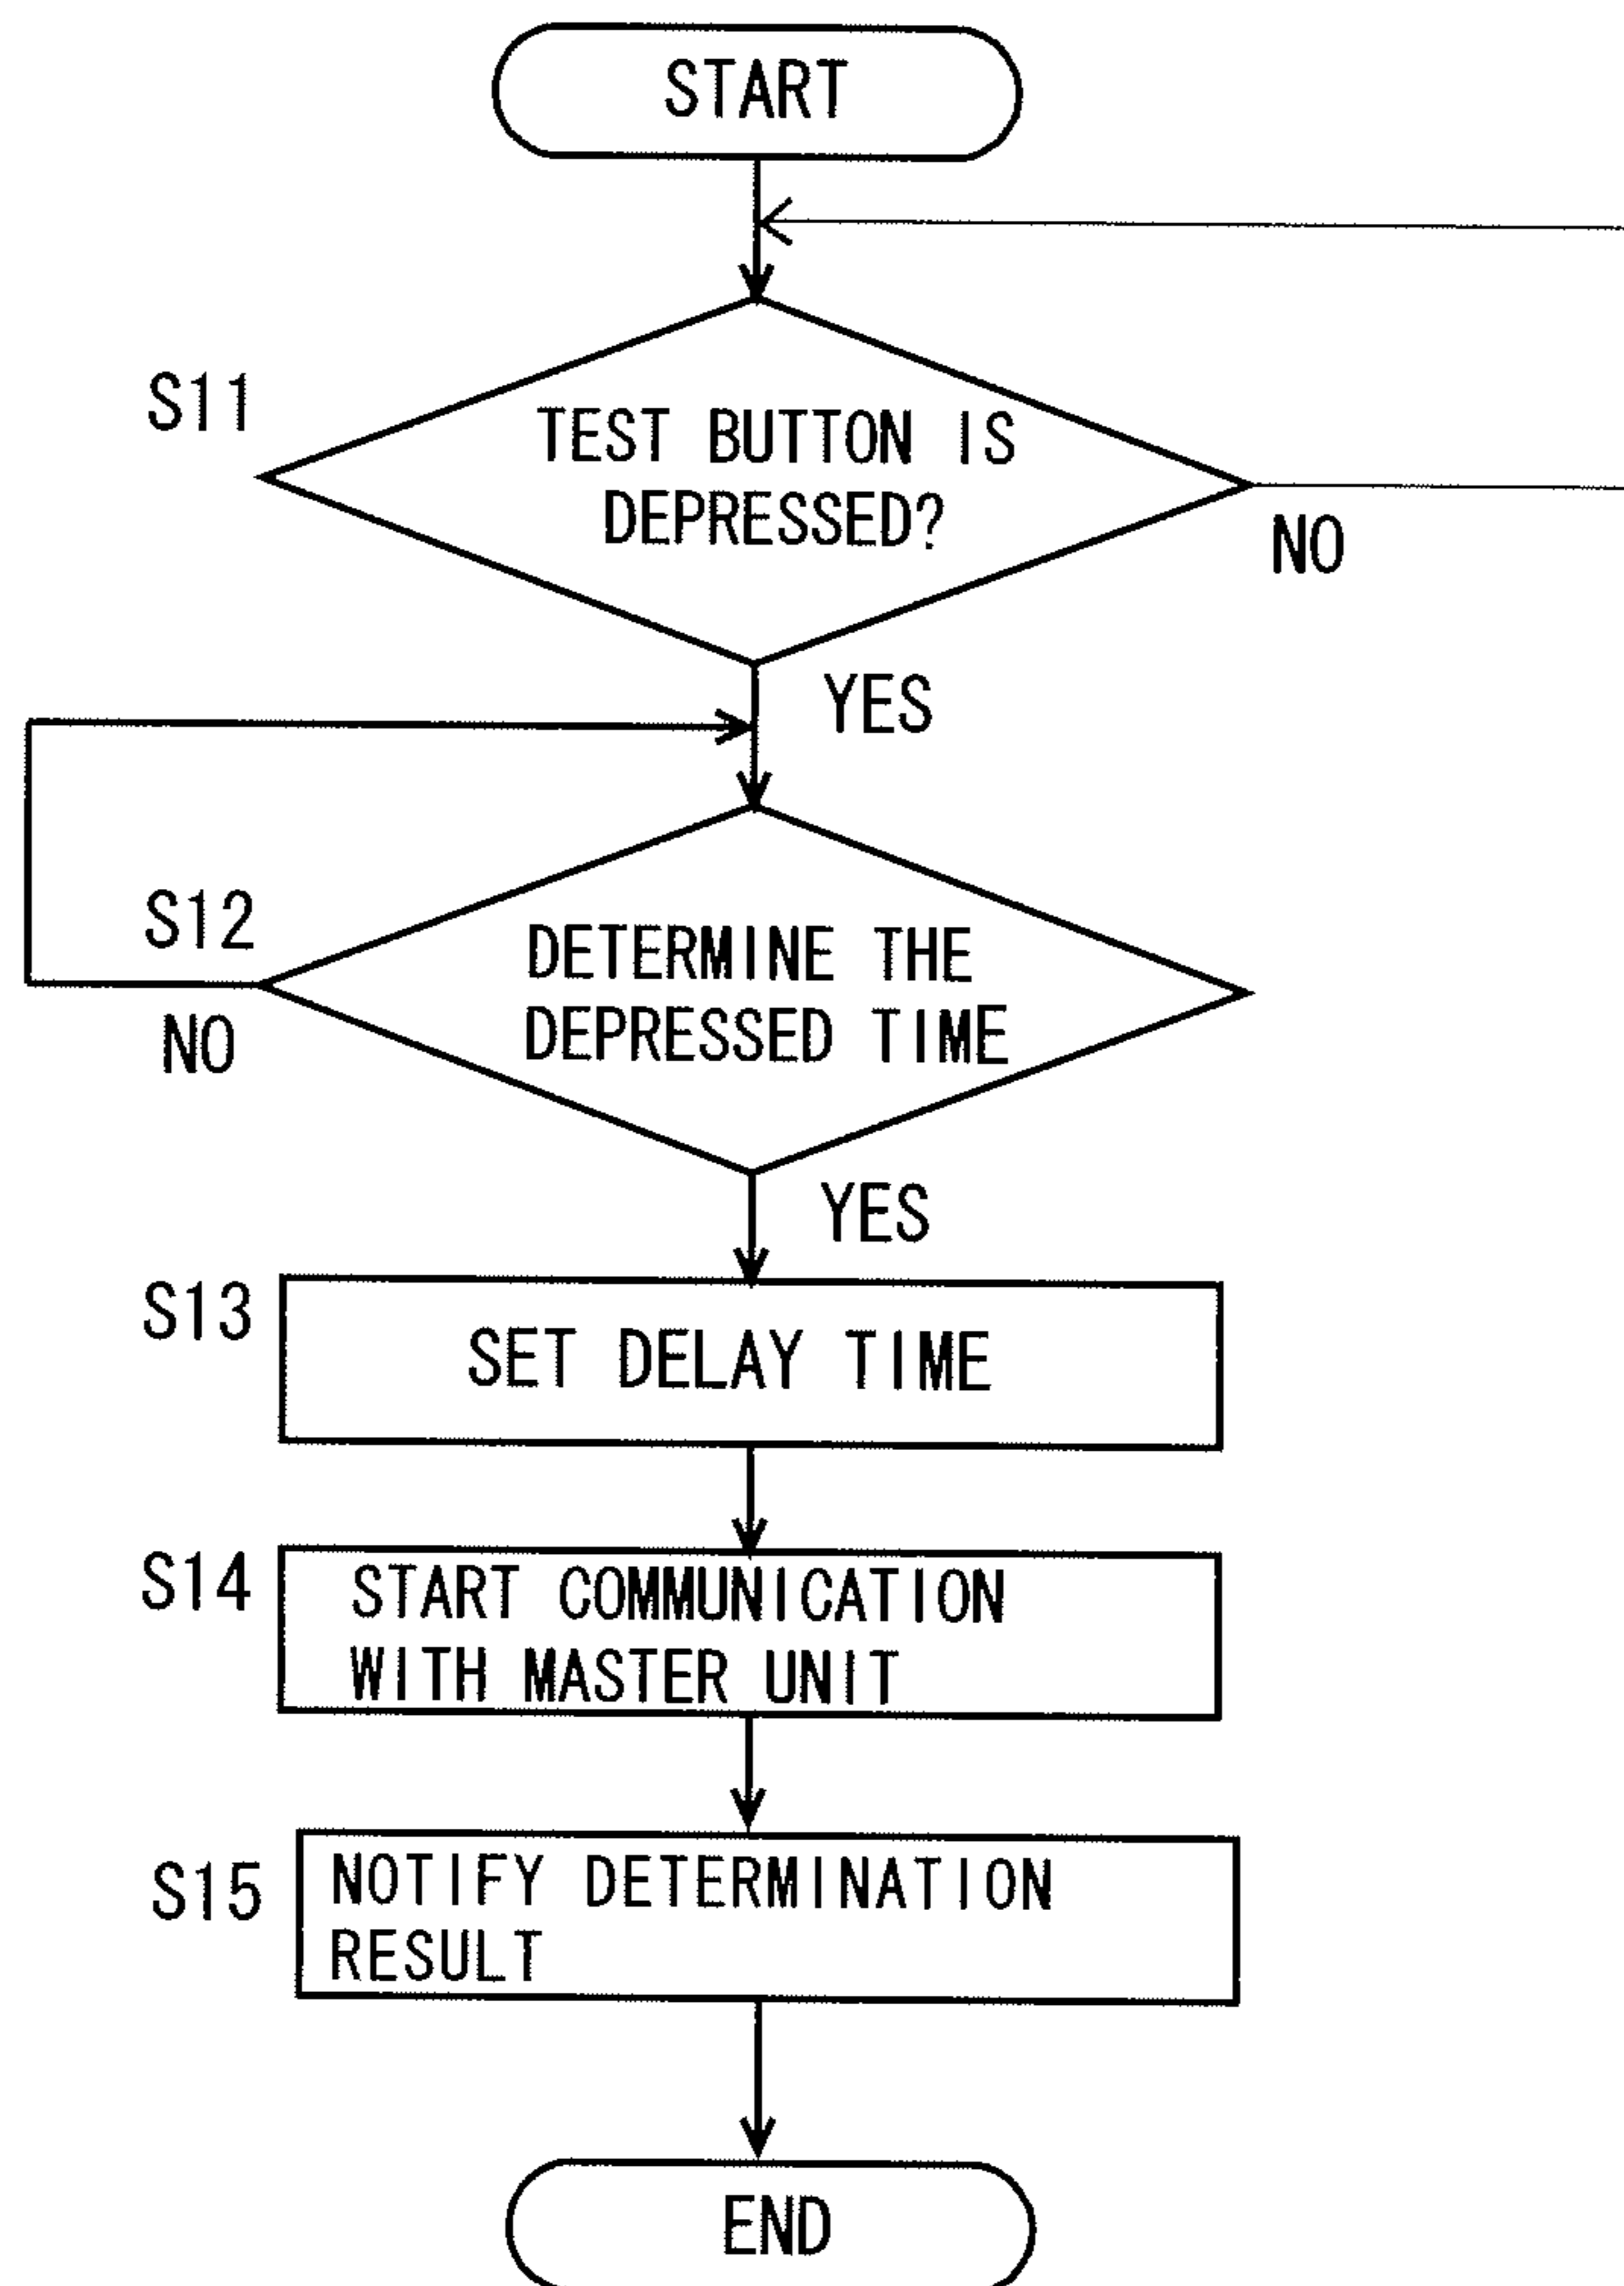 START
S11
TEST BUTTON IS
DEPRESSED?
NO
YES
S12
DETERMINE THE
DEPRESSED TIME
NO
YES
S13
SET DELAY TIME
S14
START COMMUNICATION
WITH MASTER UNIT
S15
NOTIFY DETERMINATION
RESULT
END